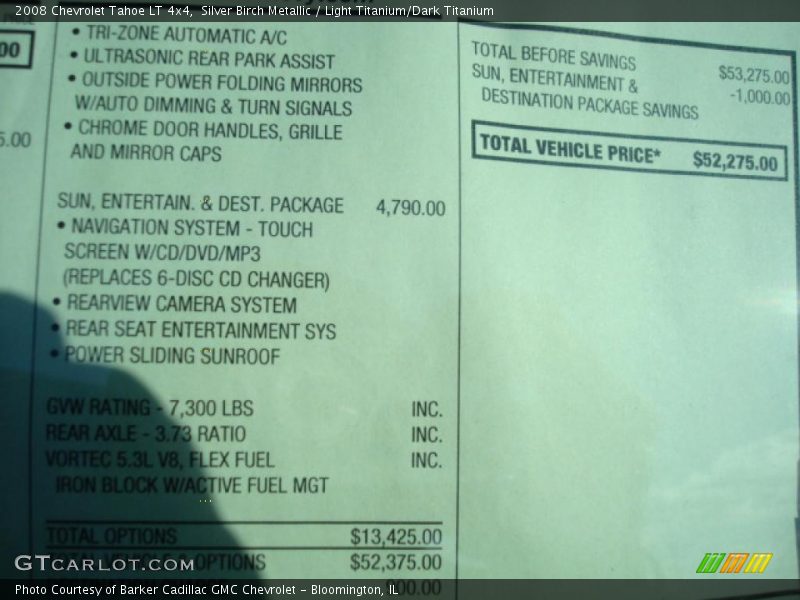 2008 Chevrolet Tahoe LT 4x4, Silver Birch Metallic / Light Titanium/Dark Titanium
00
5.00
• TRI-ZONE AUTOMATIC A/C
• ULTRASONIC REAR PARK ASSIST
• OUTSIDE POWER FOLDING MIRRORS
W/AUTO DIMMING & TURN SIGNALS
• CHROME DOOR HANDLES, GRILLE
AND MIRROR CAPS
SUN, ENTERTAIN. & DEST. PACKAGE 4,790.00
• NAVIGATION SYSTEM - TOUCH
SCREEN W/CD/DVD/MP3
(REPLACES 6-DISC CD CHANGER)
• REARVIEW CAMERA SYSTEM
• REAR SEAT ENTERTAINMENT SYS
• POWER SLIDING SUNROOF
GVW RATING - 7,300 LBS INC.
REAR AXLE - 3.73 RATIO INC.
VORTEC 5.3L V8, FLEX FUEL INC.
IRON BLOCK W/ACTIVE FUEL MGT
TOTAL OPTIONS $13,425.00
TOTAL VEHICLE & OPTIONS $52,375.00
900.00
TOTAL BEFORE SAVINGS $53,275.00
SUN, ENTERTAINMENT & -1,000.00
DESTINATION PACKAGE SAVINGS
TOTAL VEHICLE PRICE* $52,275.00
GTCARLOT.COM
Photo Courtesy of Barker Cadillac GMC Chevrolet - Bloomington, IL